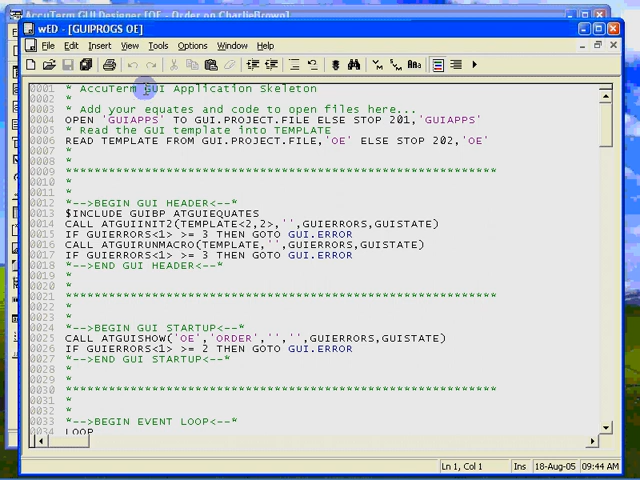 AccuTerm GUI Designer [OE - Order on CharlieBrown]
wED - [GUIPROGS OE]
File Edit Insert View Tools Options Window Help
0001 * AccuTerm GUI Application Skeleton
0002 *
0003 * Add your equates and code to open files here...
0004 OPEN 'GUIAPPS' TO GUI.PROJECT.FILE ELSE STOP 201,'GUIAPPS'
0005 * Read the GUI template into TEMPLATE
0006 READ TEMPLATE FROM GUI.PROJECT.FILE,'OE' ELSE STOP 202,'OE'
0007 *
0008 *
0009 *****************************************************************
0010 *
0011 *
0012 *-->BEGIN GUI HEADER<--*
0013 $INCLUDE GUIBP ATGUIEQUATES
0014 CALL ATGUIINIT2(TEMPLATE<2,2>,'',GUIERRORS,GUISTATE)
0015 IF GUIERRORS<1> >= 3 THEN GOTO GUI.ERROR
0016 CALL ATGUIRUNMACRO(TEMPLATE,'',GUIERRORS,GUISTATE)
0017 IF GUIERRORS<1> >= 3 THEN GOTO GUI.ERROR
0018 *-->END GUI HEADER<--*
0019 *
0020 *
0021 *****************************************************************
0022 *
0023 *
0024 *-->BEGIN GUI STARTUP<--*
0025 CALL ATGUISHOW('OE','ORDER','','',GUIERRORS,GUISTATE)
0026 IF GUIERRORS<1> >= 2 THEN GOTO GUI.ERROR
0027 *-->END GUI STARTUP<--*
0028 *
0029 *
0030 *****************************************************************
0031 *
0032 *
0033 *-->BEGIN EVENT LOOP<--*
0034 LOOP
Ln 1, Col 1 Ins 18-Aug-05 09:44 AM